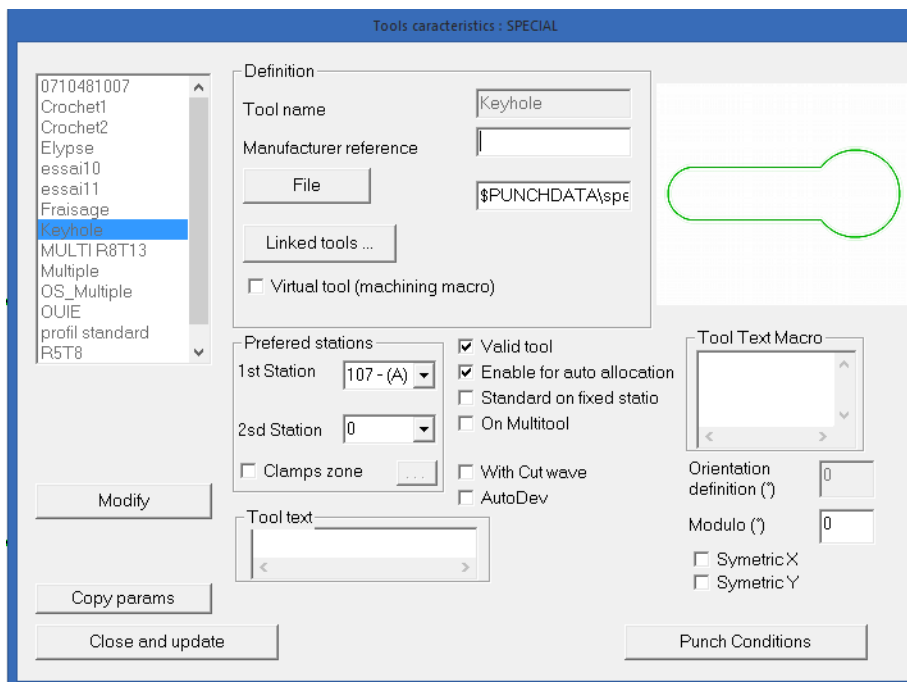 Tools caracteristics : SPECIAL
0710481007
Crochet1
Crochet2
Elypse
essai10
essai11
Fraisage
Keyhole
MULTI R8T13
Multiple
OS_Multiple
OUIE
profil standard
R5T8
Modify
Copy params
Close and update
Definition
Tool name
Keyhole
Manufacturer reference
File
$PUNCHDATA\spe
Linked tools ...
Virtual tool (machining macro)
Prefered stations
1st Station
107 - (A)
2sd Station
0
Clamps zone
...
Valid tool
Enable for auto allocation
Standard on fixed statio
On Multitool
With Cut wave
AutoDev
Tool text
Tool Text Macro
Orientation
definition (°)
0
Modulo (°)
0
Symetric X
Symetric Y
Punch Conditions